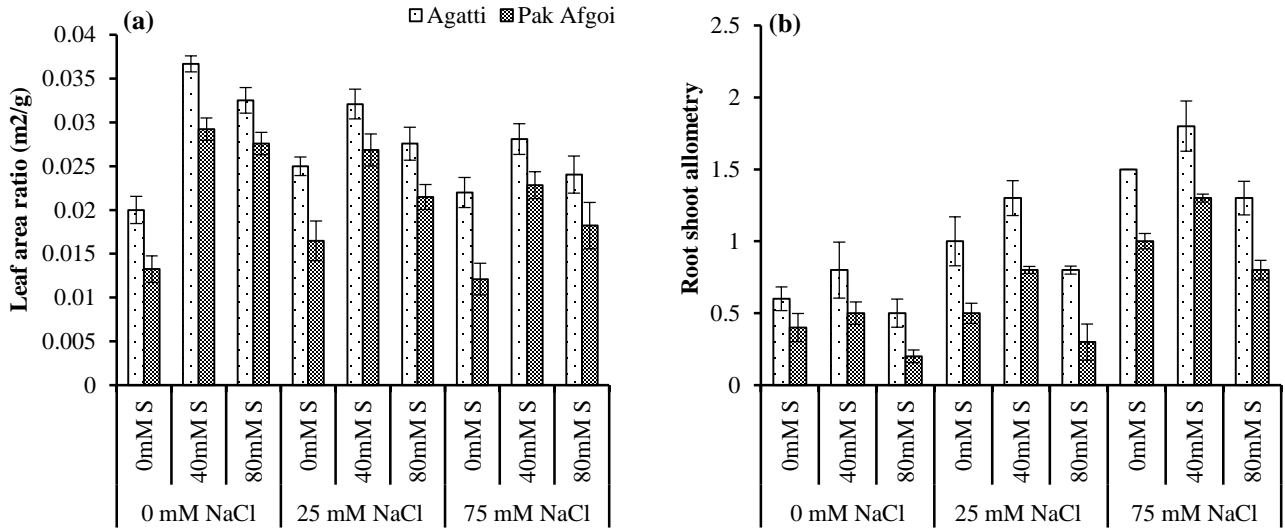 (a)
Agatti Pak Afgoi
Leaf area ratio (m2/g)
0.04
0.035
0.03
0.025
0.02
0.015
0.01
0.005
0
0mM S 40mM S 80mM S 0mM S 40mM S 80mM S 0mM S 40mM S 80mM S
0 mM NaCl 25 mM NaCl 75 mM NaCl
(b)
Root shoot allometry
2.5
2
1.5
1
0.5
0
0mM S 40mM S 80mM S 0mM S 40mM S 80mM S 0mM S 40mM S 80mM S
0 mM NaCl 25 mM NaCl 75 mM NaCl